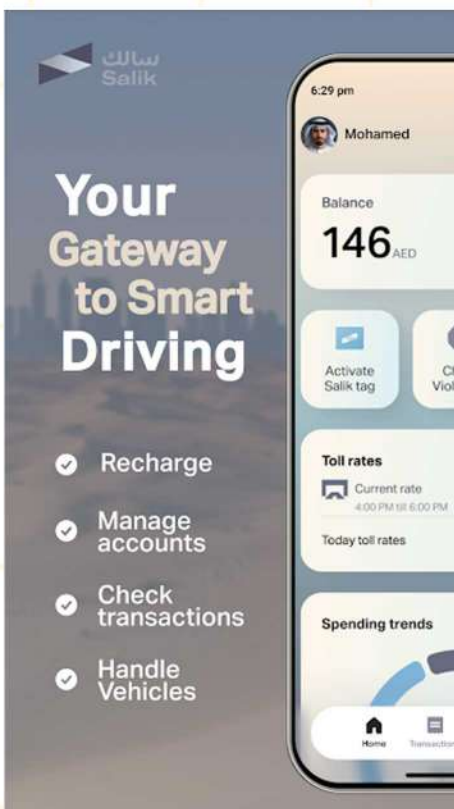 سالك
Salik
Your
Gateway
to Smart
Driving
Recharge
Manage
accounts
Check
transactions
Handle
Vehicles
6:29 pm
Mohamed
Balance
146 AED
Activate
Salik tag
Toll rates
Current rate
4:00 PM till 6:00 PM
Today toll rates
Spending trends
Home